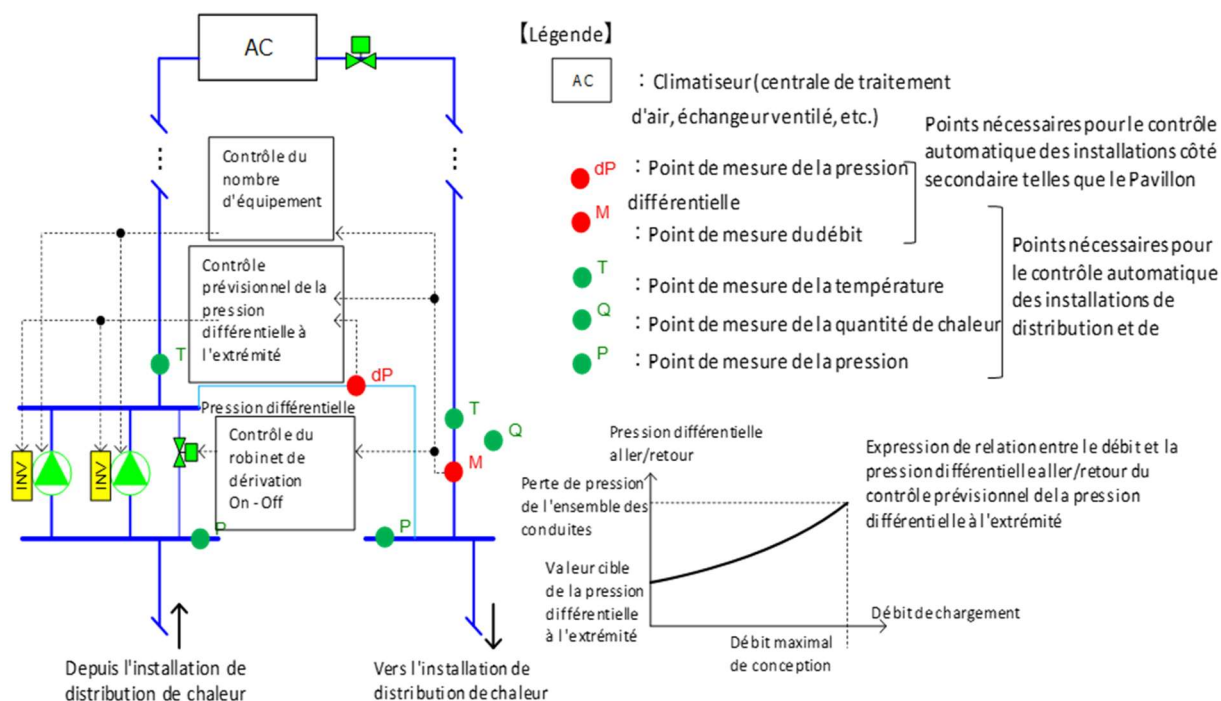 AC
Contrôle du
nombre
d'équipement
Contrôle
prévisionnel de la
pression
différentielle à
l'extrémité
T
dP
Pression différentielle
Contrôle du
robinet de
dérivation
On - Off
T
Q
M
INV
INV
P
P
Depuis l'installation de
distribution de chaleur
Vers l'installation de
distribution de chaleur
【Légende】
AC
: Climatiseur (centrale de traitement
d'air, échangeur ventilé, etc.)
dP : Point de mesure de la pression
différentielle
M
: Point de mesure du débit
T
: Point de mesure de la température
Q
: Point de mesure de la quantité de chaleur
P
: Point de mesure de la pression
Points nécessaires pour le contrôle
automatique des installations côté
secondaire telles que le Pavillon
Points nécessaires pour
le contrôle automatique
des installations de
distribution et de
Pression différentielle
aller/retour
Perte de pression
de l'ensemble des
conduites
Valeur cible
de la pression
différentielle
à l'extrémité
Débit maximal
de conception
Débit de chargement
Expression de relation entre le débit et la
pression différentielle aller/retour du
contrôle prévisionnel de la pression
différentielle à l'extrémité